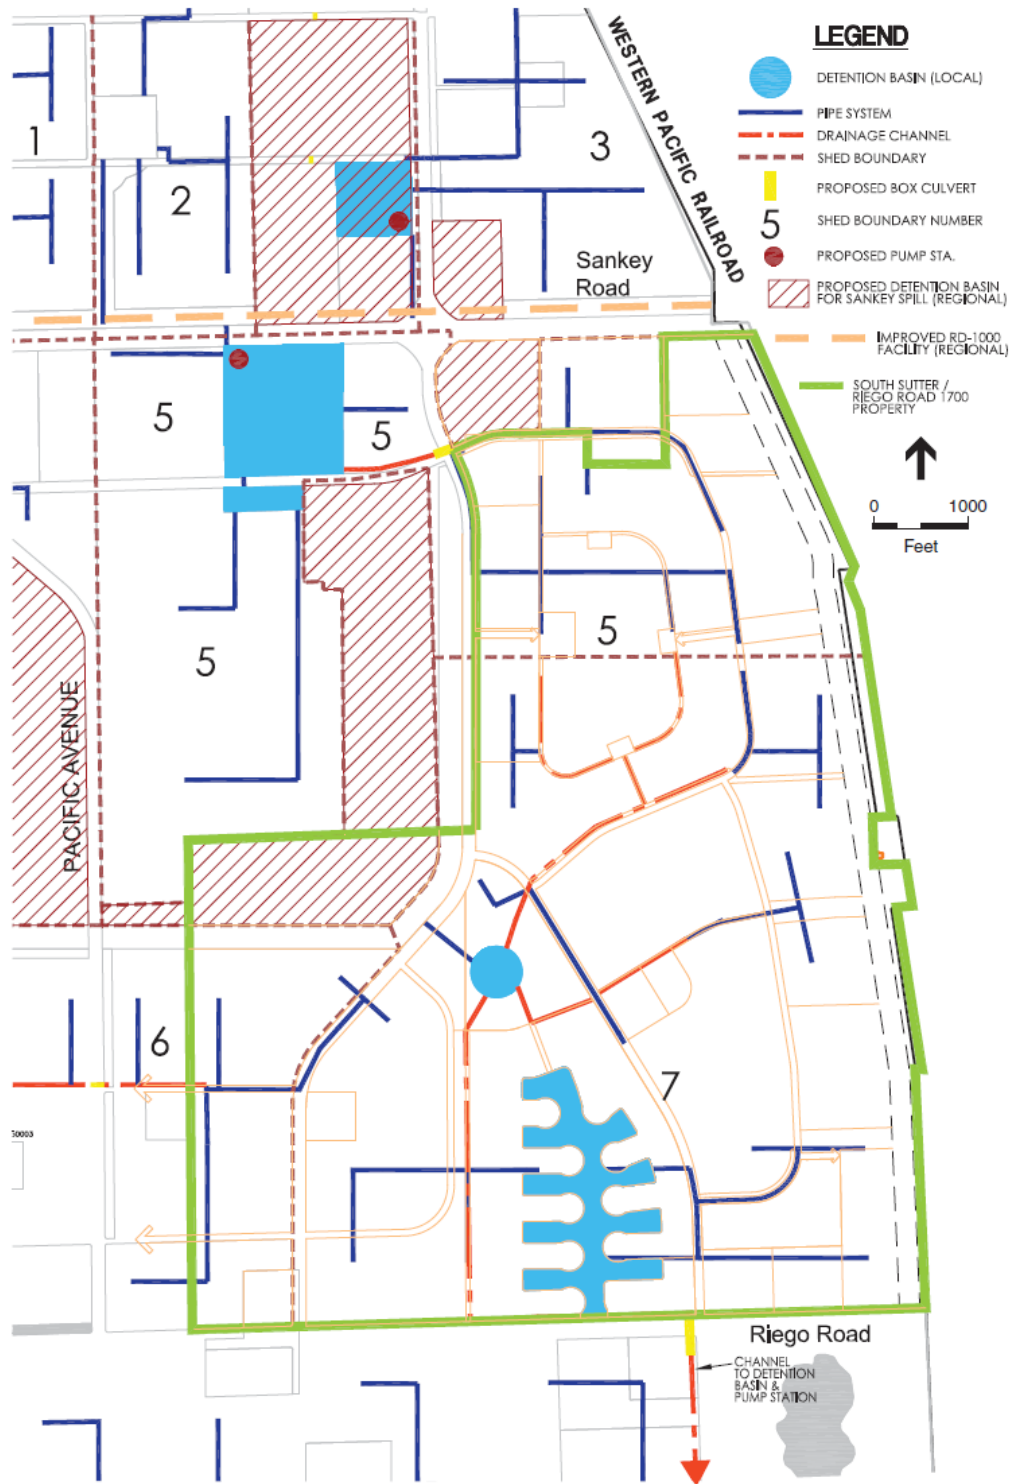 LEGEND
DETENTION BASIN (LOCAL)
PIPE SYSTEM
DRAINAGE CHANNEL
SHED BOUNDARY
PROPOSED BOX CULVERT
5
SHED BOUNDARY NUMBER
PROPOSED PUMP STA.
PROPOSED DETENTION BASIN
FOR SANKEY SPILL (REGIONAL)
IMPROVED RD-1000
FACILITY (REGIONAL)
SOUTH SUTTER /
RIEGO ROAD 1700
PROPERTY
0 1000
Feet
WESTERN PACIFIC RAILROAD
1
2
3
Sankey
Road
5
5
5
5
PACIFIC AVENUE
6
7
50003
Riego Road
CHANNEL
TO DETENTION
BASIN &
PUMP STATION